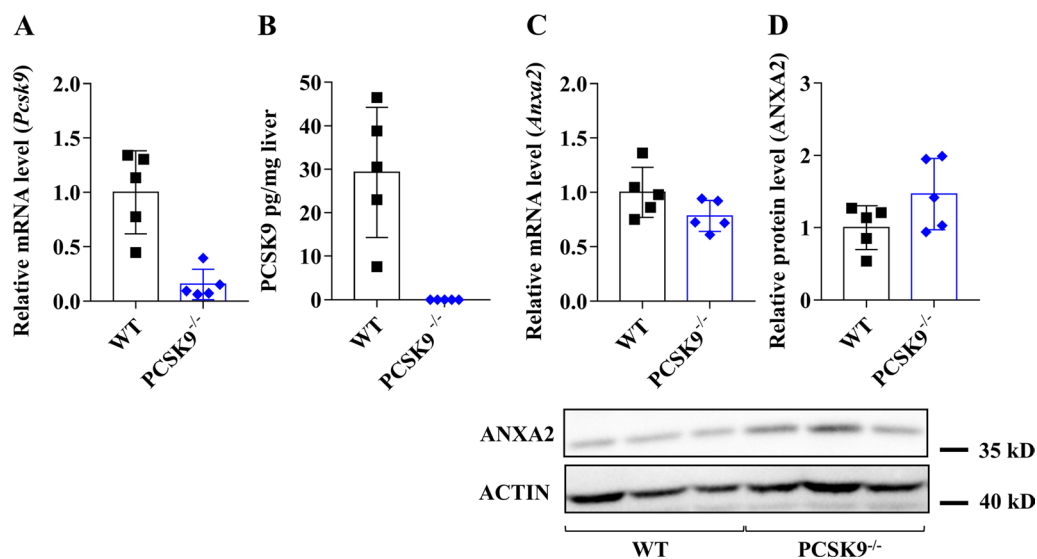 A
B
C
D
Relative mRNA level (Pcsk9)
2.0
1.5
1.0
0.5
0.0
WT
PCSK9-/-
PCSK9 pg/mg liver
50
40
30
20
10
0
WT
PCSK9-/-
Relative mRNA level (Anxa2)
2.0
1.5
1.0
0.5
0.0
WT
PCSK9-/-
Relative protein level (ANXA2)
3
2
1
0
WT
PCSK9-/-
ANXA2
35 kD
ACTIN
40 kD
WT
PCSK9-/-